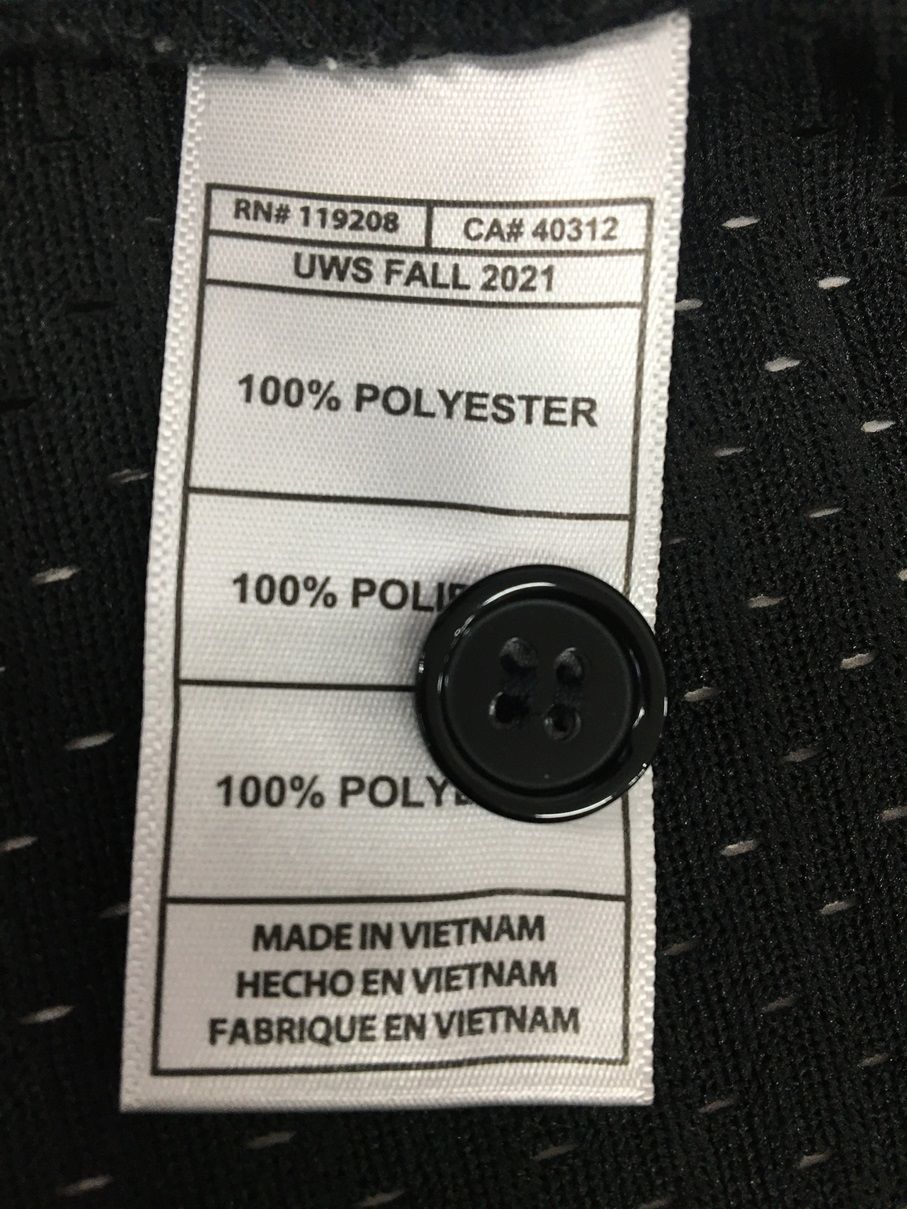 RN# 119208 CA# 40312
UWS FALL 2021
100% POLYESTER
100%
100%
MADE IN VIETNAM
HECHO EN VIETNAM
FABRIQUE EN VIETNAM